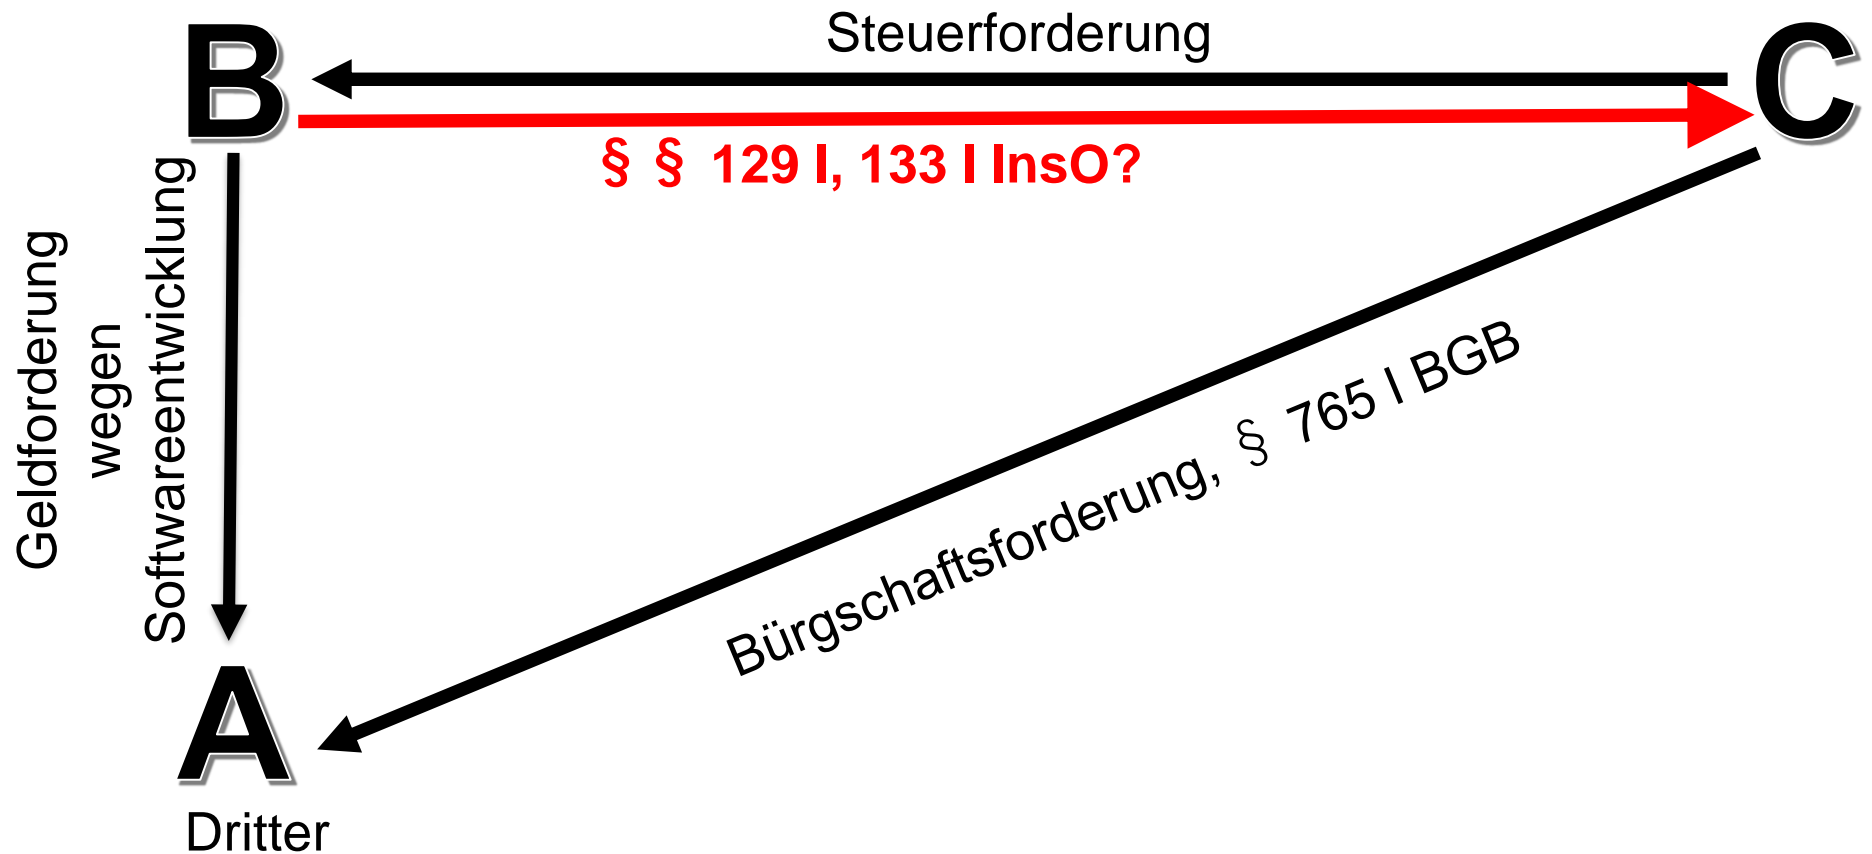 B
Steuerforderung
C
§ § 129 I, 133 I InsO?
Geldforderung
wegen
Softwareentwicklung
Bürgschaftsforderung, § 765 I BGB
A
Dritter